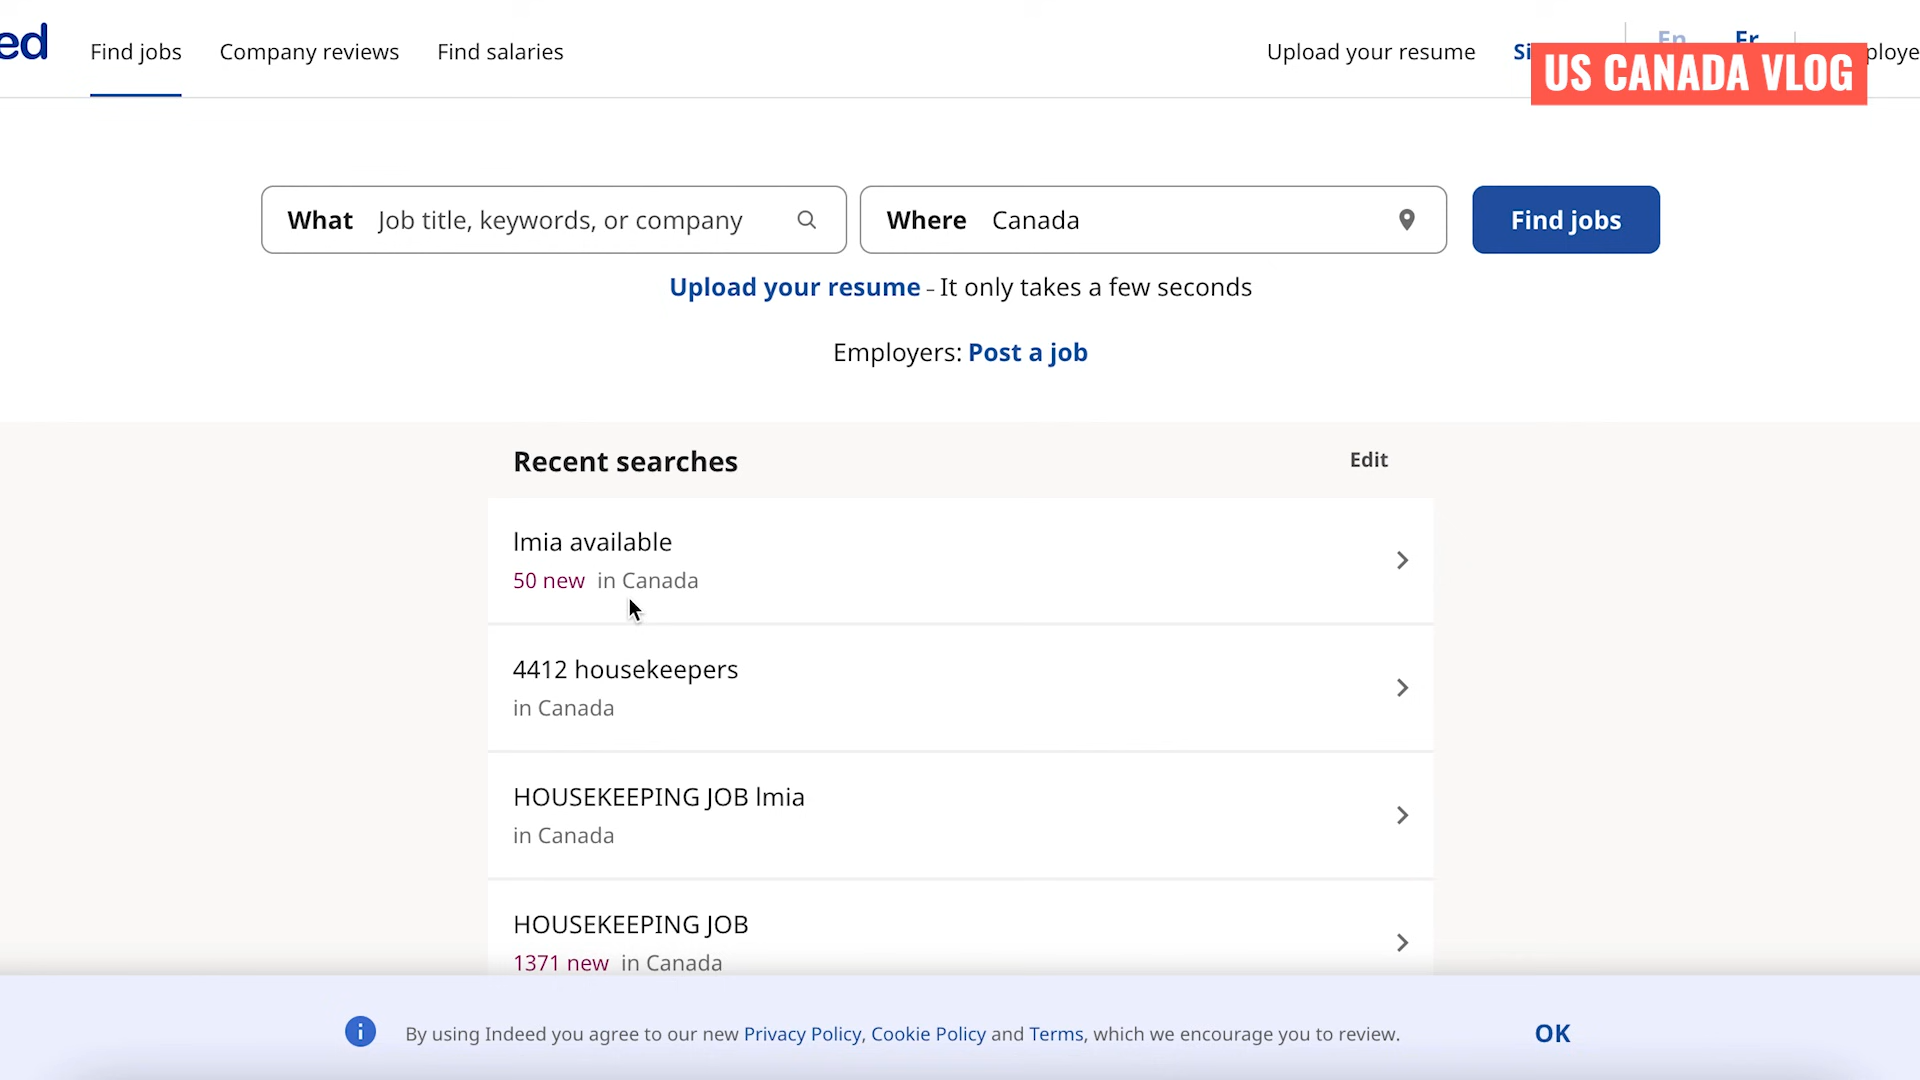 ed
Find jobs
Company reviews
Find salaries
Upload your resume
Si
En
Fr
ploye
US CANADA VLOG
What Job title, keywords, or company
Where Canada
Find jobs
Upload your resume - It only takes a few seconds
Employers: Post a job
Recent searches
Edit
lmia available
50 new in Canada
4412 housekeepers
in Canada
HOUSEKEEPING JOB lmia
in Canada
HOUSEKEEPING JOB
1371 new in Canada
By using Indeed you agree to our new Privacy Policy, Cookie Policy and Terms, which we encourage you to review.
OK